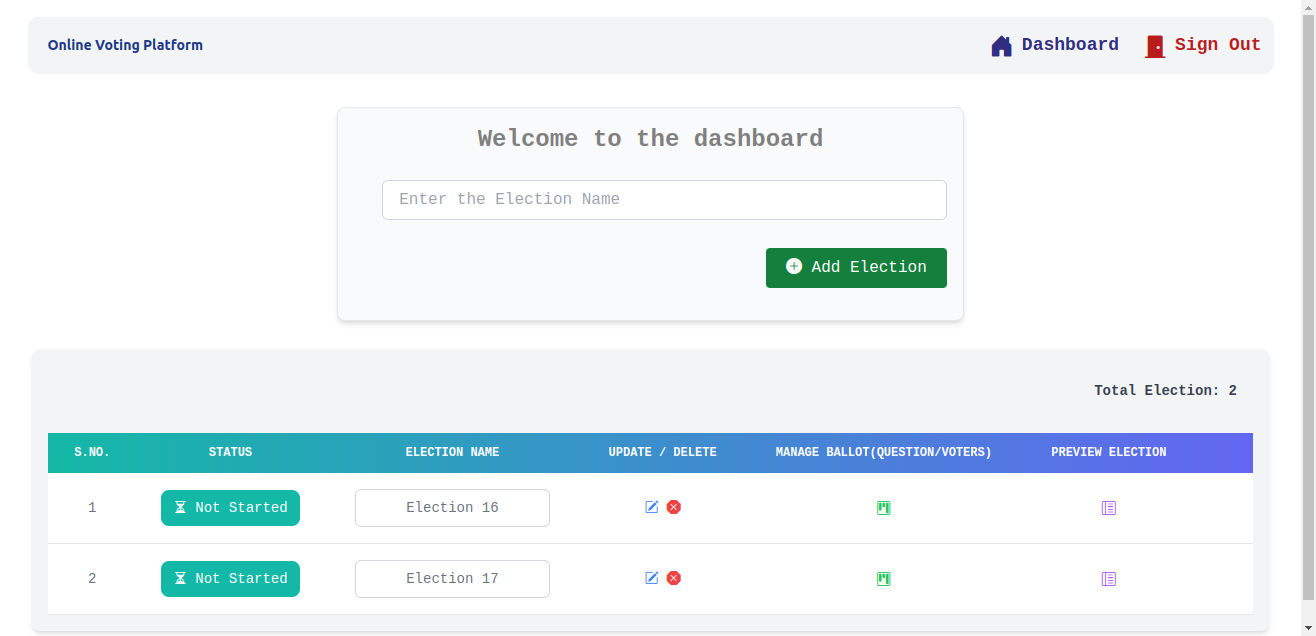 Online Voting Platform Dashboard Sign Out
Welcome to the dashboard
Enter the Election Name
Add Election
Total Election: 2
S.NO. STATUS ELECTION NAME UPDATE / DELETE MANAGE BALLOT(QUESTION/VOTERS) PREVIEW ELECTION
1 Not Started Election 16
2 Not Started Election 17